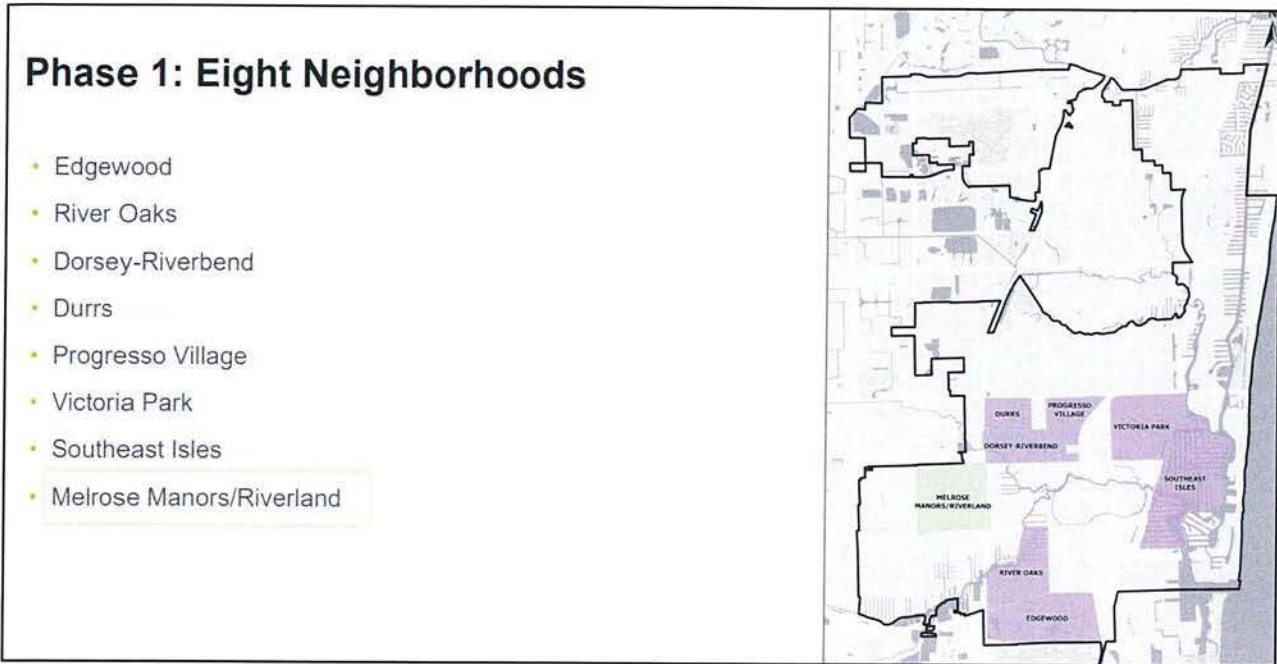 Phase 1: Eight Neighborhoods
• Edgewood
• River Oaks
• Dorsey-Riverbend
• Durrs
• Progresso Village
• Victoria Park
• Southeast Isles
• Melrose Manors/Riverland
DURRS
PROGRESSO
VILLAGE
VICTORIA PARK
DORSEY-RIVERBEND
SOUTHEAST
ISLES
MELROSE
MANORS/RIVERLAND
RIVER OAKS
EDGEWOOD